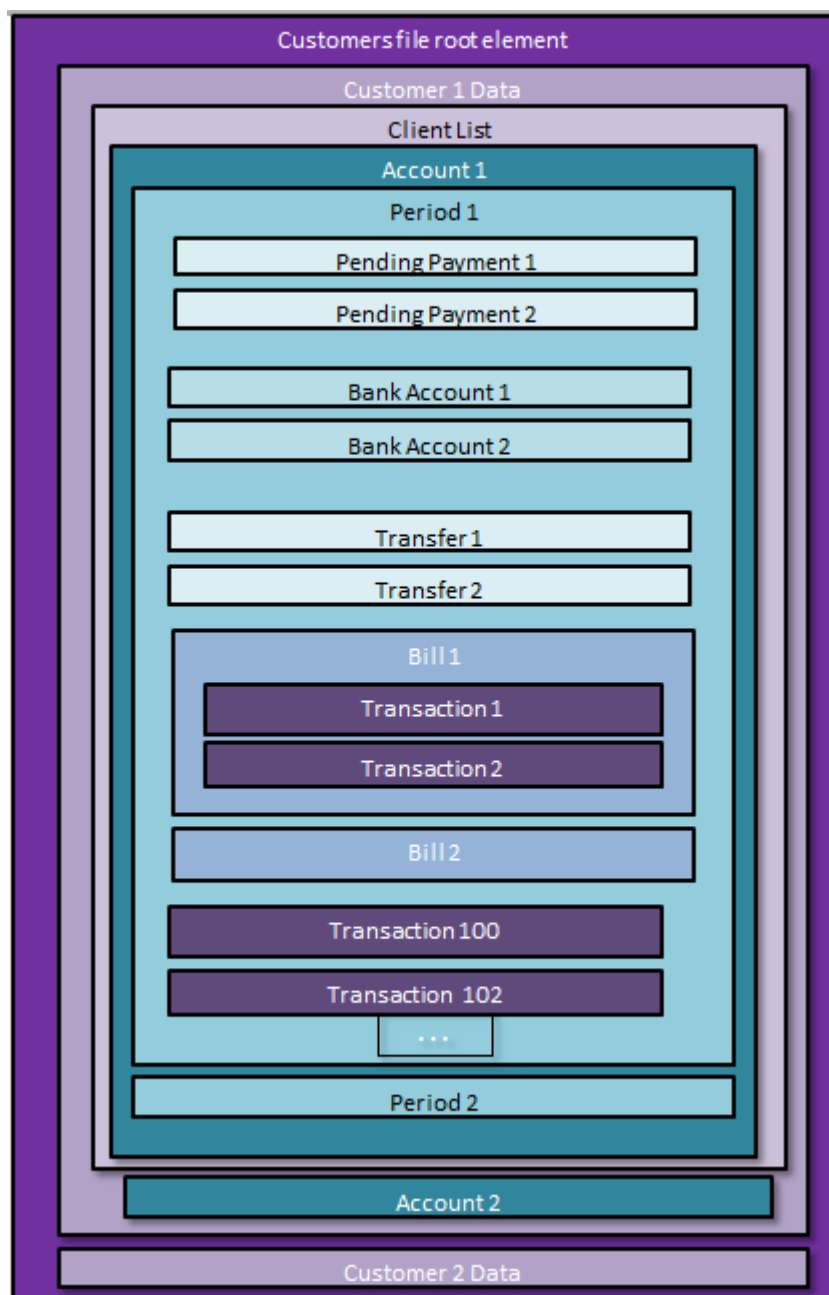 Customers file root element
Customer 1 Data
Client List
Account 1
Period 1
Pending Payment 1
Pending Payment 2
Bank Account 1
Bank Account 2
Transfer 1
Transfer 2
Bill 1
Transaction 1
Transaction 2
Bill 2
Transaction 100
Transaction 102
...
Period 2
Account 2
Customer 2 Data